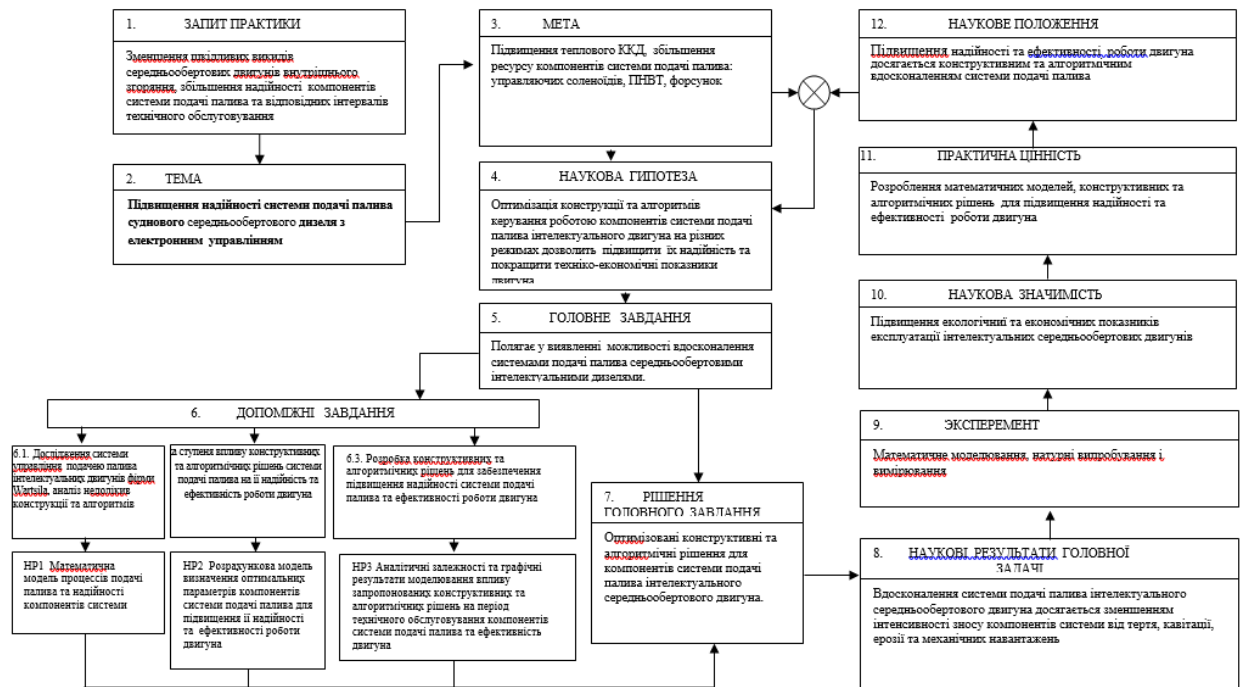 1. ЗАПИТ ПРАКТИКИ
Зменшення шкідливих викидів
середньообертових двигунів внутрішнього
згоряння, збільшення надійності компонентів
системи подачі палива та відповідних інтервалів
технічного обслуговування
2. ТЕМА
Підвищення надійності системи подачі палива
суднового середньообертового дизеля з
електронним управлінням
3. МЕТА
Підвищення теплового ККД, збільшення
ресурсу компонентів системи подачі палива:
управляючих соленоїдів, ПНВТ, форсунок
4. НАУКОВА ГИПОТЕЗА
Оптимізація конструкції та алгоритмів
керування роботою компонентів системи подачі
палива інтелектуального двигуна на різних
режимах дозволить підвищити їх надійність та
покращити техніко-економічні показники
двигуна
5. ГОЛОВНЕ ЗАВДАННЯ
Полягає у виявленні можливості вдосконалення
системами подачі палива середньообертовими
інтелектуальними дизелями.
6. ДОПОМІЖНІ ЗАВДАННЯ
6.1. Дослідження системи
управління подачею палива
інтелектуальних двигунів фірми
Wartsila, аналіз недоліків
конструкції та алгоритмів
а ступеня впливу конструктивних
та алгоритмічних рішень системи
подачі палива на її надійність та
ефективність роботи двигуна
6.3. Розробка конструктивних та
алгоритмічних рішень для забезпечення
підвищення надійності системи подачі
палива та ефективності роботи двигуна
НР1 Математична
модель процессів подачі
палива та надійності
компонентів системи
НР2 Розрахункова модель
визначення оптимальних
параметрів компонентів
системи подачі палива для
підвищення її надійності
та ефективності роботи
двигуна
НР3 Аналітичні залежності та графічні
результати моделювання впливу
запропонованих конструктивних та
алгоритмічних рішень на період
технічного обслуговування компонентів
системи подачі палива та ефективність
двигуна
7. РІШЕННЯ
ГОЛОВНОГО ЗАВДАННЯ
Оптимізовані конструктивні та
алгоритмічні рішення для
компонентів системи подачі
палива інтелектуального
середньообертового двигуна.
8. НАУКОВІ РЕЗУЛЬТАТИ ГОЛОВНОЇ
ЗАДАЧІ
Вдосконалення системи подачі палива інтелектуального
середньообертового двигуна досягається зменшенням
інтенсивності зносу компонентів системи від тертя, кавітації,
ерозії та механічних навантажень
9. ЭКСПЕРЕМЕНТ
Математичне моделювання, натурні випробування і
вимірювання
10. НАУКОВА ЗНАЧИМІСТЬ
Підвищення екологічниї та економічних показників
експлуатації інтелектуальних середньообертових двигунів
11. ПРАКТИЧНА ЦІННІСТЬ
Розроблення математичних моделей, конструктивних та
алгоритмічних рішень для підвищення надійності та
ефективності роботи двигуна
12. НАУКОВЕ ПОЛОЖЕННЯ
Підвищення надійності та ефективності роботи двигуна
досягається конструктивним та алгоритмічним
вдосконаленням системи подачі палива